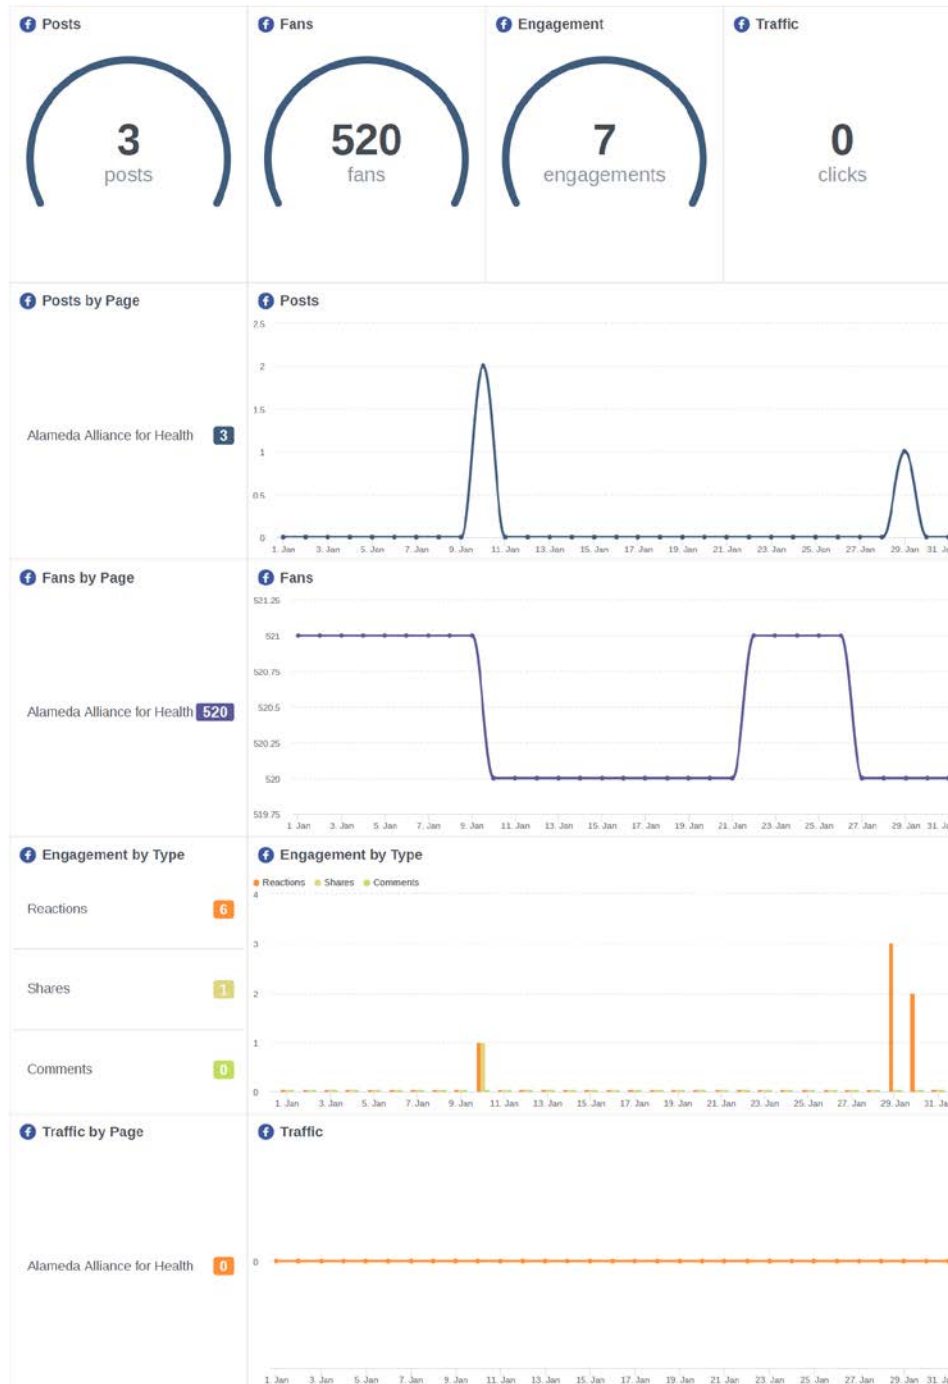 Posts
Fans
Engagement
Traffic
3
posts
520
fans
7
engagements
0
clicks
Posts by Page
Alameda Alliance for Health 3
Posts
2.5
2
1.5
1
0.5
0
1. Jan 3. Jan 5. Jan 7. Jan 9. Jan 11. Jan 13. Jan 15. Jan 17. Jan 19. Jan 21. Jan 23. Jan 25. Jan 27. Jan 29. Jan 31. J
Fans by Page
Alameda Alliance for Health 520
Fans
521.25
521
520.75
520.5
520.25
520
519.75
1. Jan 3. Jan 5. Jan 7. Jan 9. Jan 11. Jan 13. Jan 15. Jan 17. Jan 19. Jan 21. Jan 23. Jan 25. Jan 27. Jan 29. Jan 31. J
Engagement by Type
Reactions 6
Shares 1
Comments 0
Engagement by Type
Reactions Shares Comments
4
3
2
1
0
1. Jan 3. Jan 5. Jan 7. Jan 9. Jan 11. Jan 13. Jan 15. Jan 17. Jan 19. Jan 21. Jan 23. Jan 25. Jan 27. Jan 29. Jan 31. Ja
Traffic by Page
Alameda Alliance for Health 0
Traffic
0
1. Jan 3. Jan 5. Jan 7. Jan 9. Jan 11. Jan 13. Jan 15. Jan 17. Jan 19. Jan 21. Jan 23. Jan 25. Jan 27. Jan 29. Jan 31. J